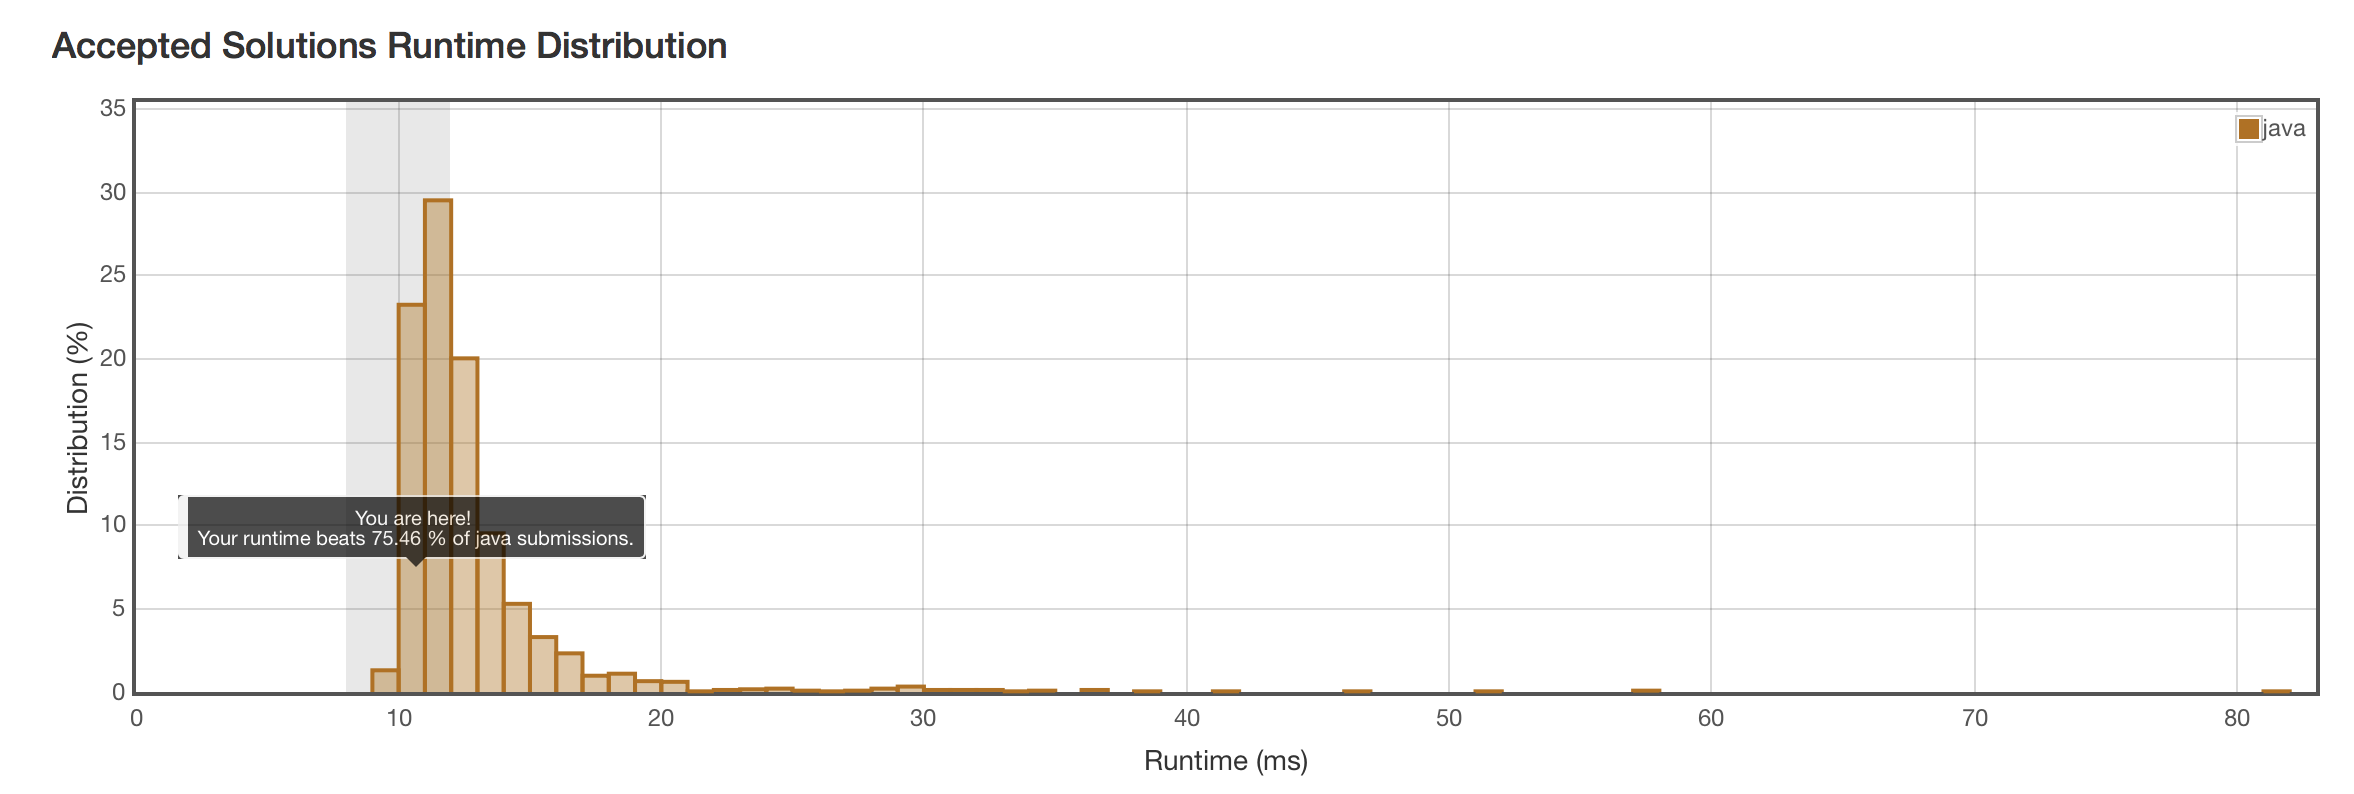 Accepted Solutions Runtime Distribution
35
java
30
25
20
15
10
5
0
Distribution (%)
You are here!
Your runtime beats 75.46 % of java submissions.
0 10 20 30 40 50 60 70 80
Runtime (ms)